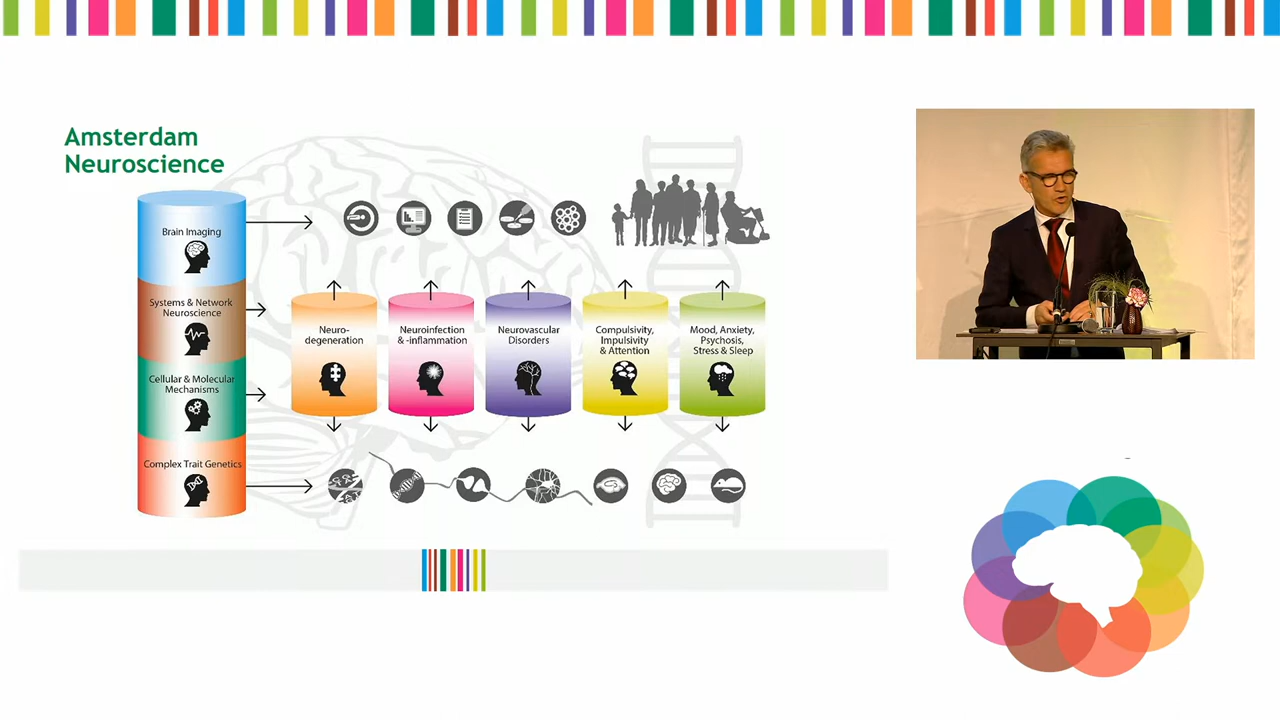 Amsterdam
Neuroscience
Brain Imaging
Systems & Network
Neuroscience
Cellular & Molecular
Mechanisms
Complex Trait Genetics
Neuro-
degeneration
Neuroinfection
& -inflammation
Neurovascular
Disorders
Compulsivity,
Impulsivity
& Attention
Mood, Anxiety,
Psychosis,
Stress & Sleep